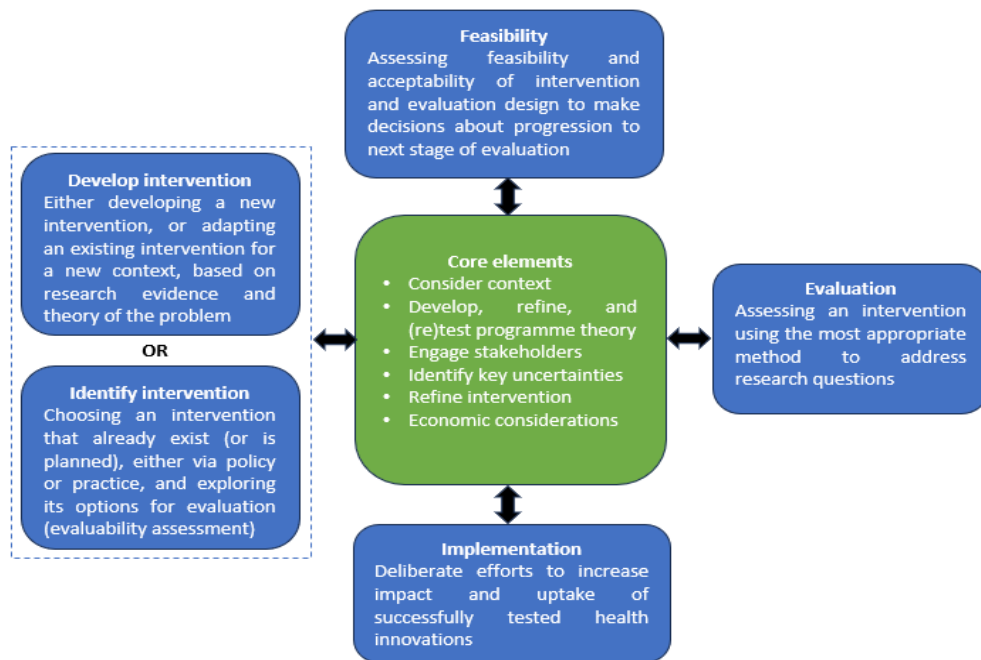 Feasibility
Assessing feasibility and
acceptability of intervention
and evaluation design to make
decisions about progression to
next stage of evaluation
Develop intervention
Either developing a new
intervention, or adapting
an existing intervention for
a new context, based on
research evidence and
theory of the problem
OR
Identify intervention
Choosing an intervention
that already exist (or is
planned), either via policy
or practice, and exploring
its options for evaluation
(evaluability assessment)
Core elements
• Consider context
• Develop, refine, and
(re)test programme theory
• Engage stakeholders
• Identify key uncertainties
• Refine intervention
• Economic considerations
Evaluation
Assessing an intervention
using the most appropriate
method to address
research questions
Implementation
Deliberate efforts to increase
impact and uptake of
successfully tested health
innovations